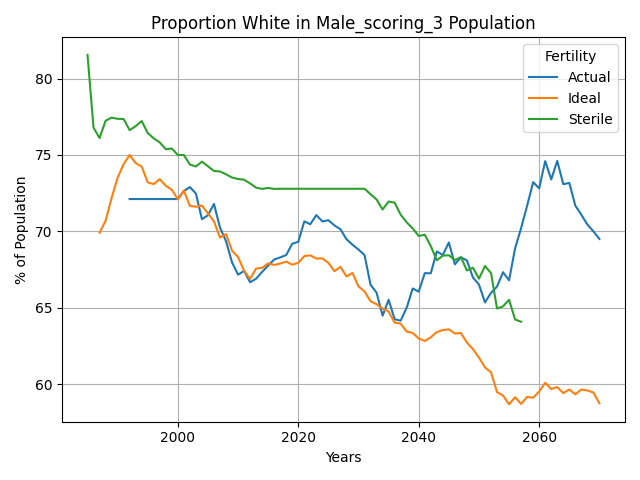 Proportion White in Male_scoring_3 Population
Fertility
Actual
Ideal
Sterile
% of Population
80
75
70
65
60
2000
2020
2040
2060
Years